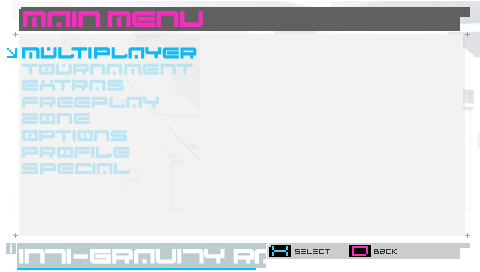 MAIN MENU
MULTIPLAYER
TOURNAMENT
EXTRAS
FREEPLAY
ZONE
OPTIONS
PROFILE
SPECIAL
SELECT
BACK